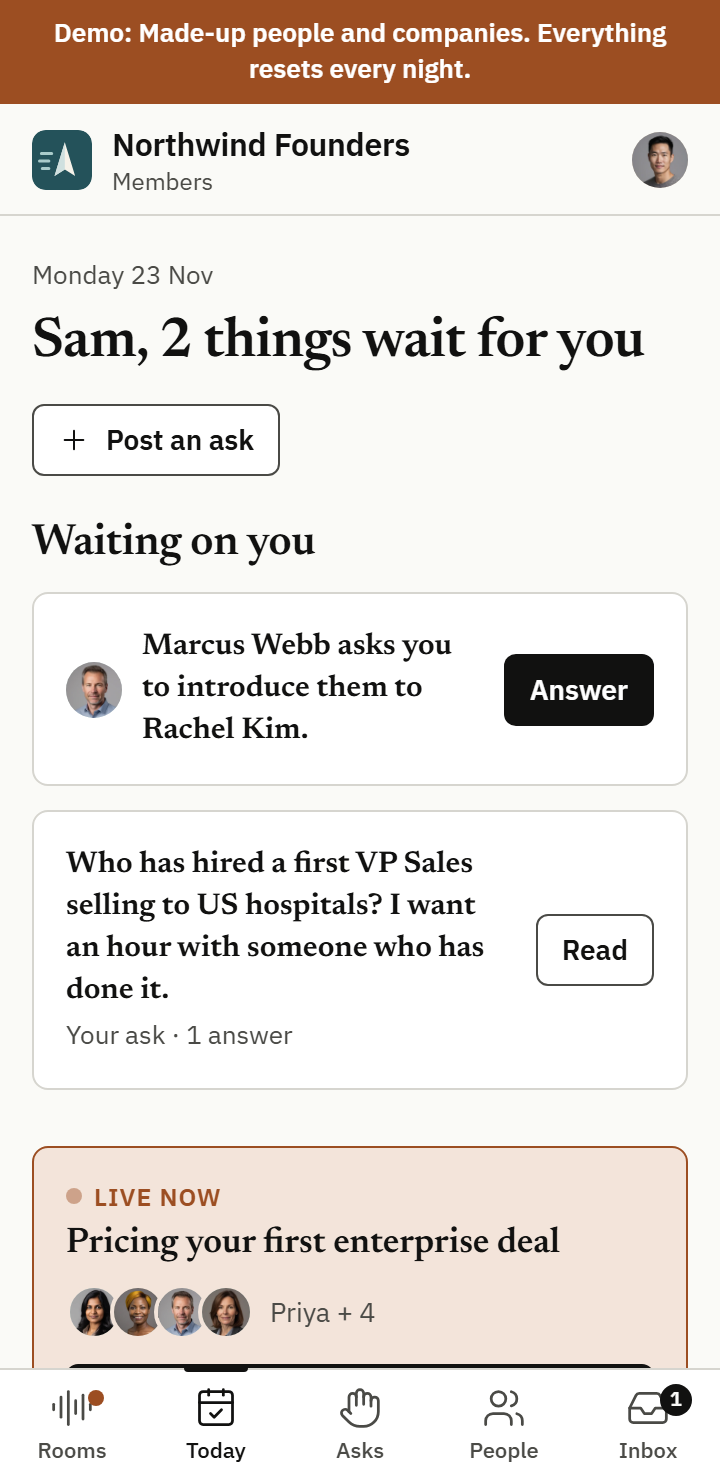 Demo: Made-up people and companies. Everything
resets every night.
Northwind Founders
Members
Monday 23 Nov
Sam, 2 things wait for you
Post an ask
Waiting on you
Marcus Webb asks you
to introduce them to
Rachel Kim.
Answer
Who has hired a first VP Sales
selling to US hospitals? I want
an hour with someone who has
done it.
Your ask · 1 answer
Read
LIVE NOW
Pricing your first enterprise deal
Priya + 4
Rooms
Today
Asks
People
1
Inbox